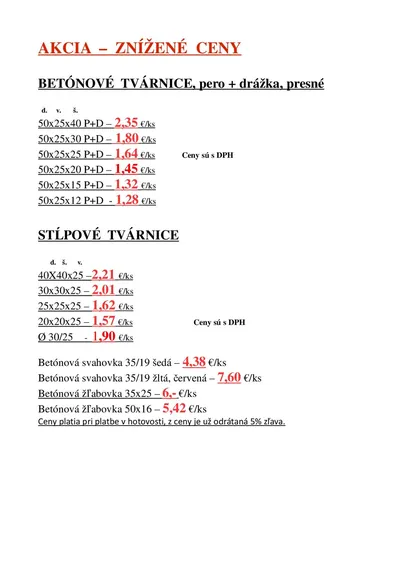 AKCIA – ZNÍŽENÉ CENY
BETÓNOVÉ TVÁRNICE, pero + drážka, presné
d. v. š.
50x25x40 P+D – 2,35 €/ks
50x25x30 P+D – 1,80 €/ks
50x25x25 P+D – 1,64 €/ks Ceny sú s DPH
50x25x20 P+D – 1,45 €/ks
50x25x15 P+D – 1,32 €/ks
50x25x12 P+D - 1,28 €/ks
STĹPOVÉ TVÁRNICE
d. š. v.
40X40x25 –2,21 €/ks
30x30x25 – 2,01 €/ks
25x25x25 – 1,62 €/ks
20x20x25 – 1,57 €/ks Ceny sú s DPH
Ø 30/25 - 1,90 €/ks
Betónová svahovka 35/19 šedá – 4,38 €/ks
Betónová svahovka 35/19 žltá, červená – 7,60 €/ks
Betónová žľabovka 35x25 – 6,- €/ks
Betónová žľabovka 50x16 – 5,42 €/ks
Ceny platia pri platbe v hotovosti, z ceny je už odrátaná 5% zľava.